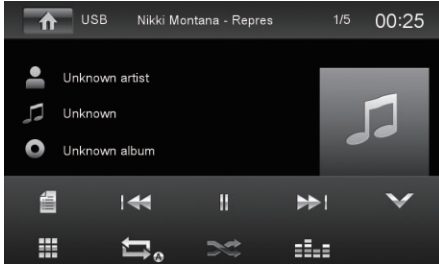 USB Nikki Montana - Repres 1/5 00:25
Unknown artist
Unknown
Unknown album
A